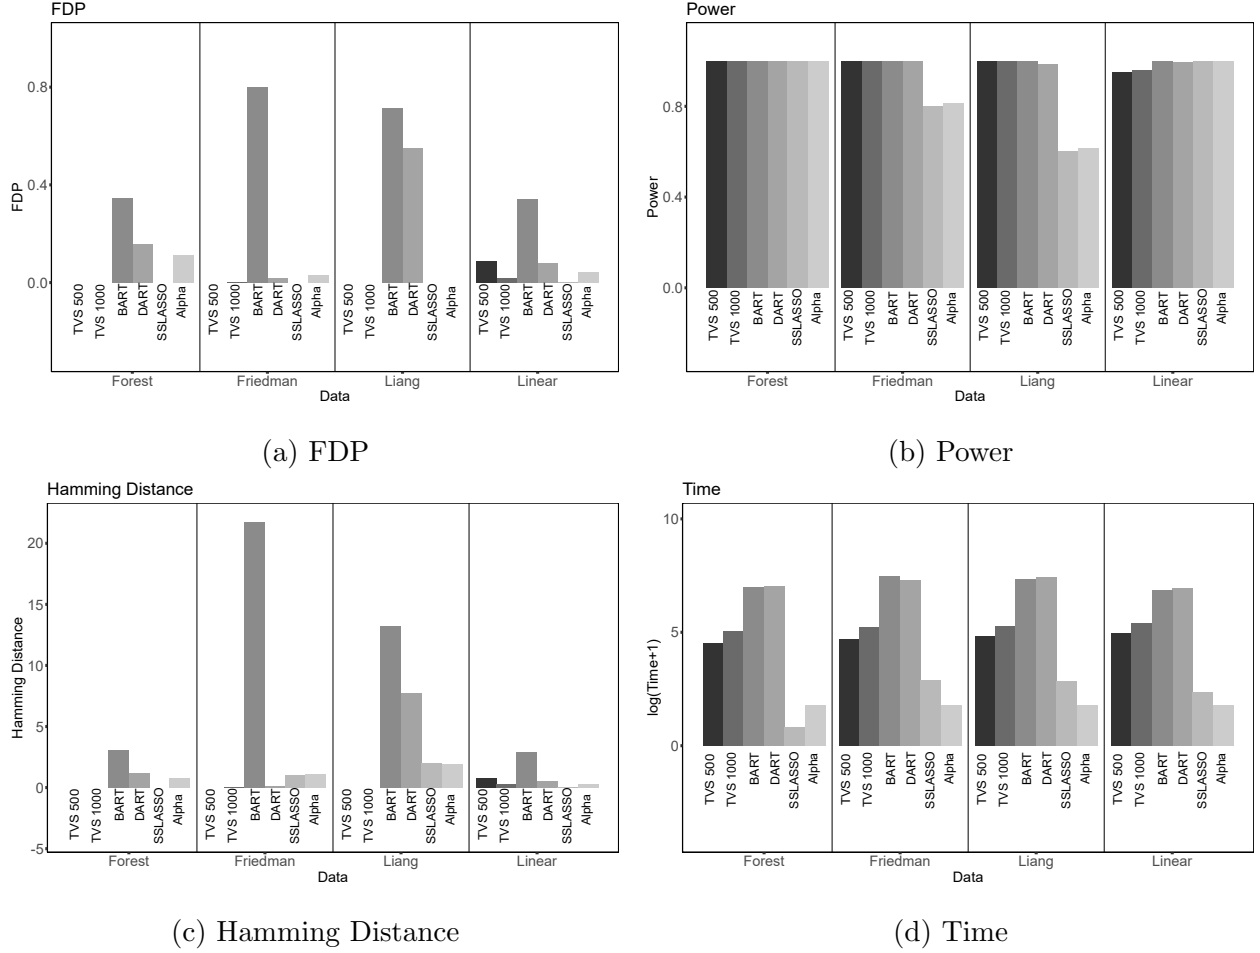 FDP
FDP
0.8
0.4
0.0
TVS 500
TVS 1000
BART
DART
SSLASSO
Alpha
TVS 500
TVS 1000
BART
DART
SSLASSO
Alpha
TVS 500
TVS 1000
BART
DART
SSLASSO
Alpha
TVS 500
TVS 1000
BART
DART
SSLASSO
Alpha
Forest Friedman Liang Linear
Data
(a) FDP
Power
Power
0.8
0.4
0.0
TVS 500
TVS 1000
BART
DART
SSLASSO
Alpha
TVS 500
TVS 1000
BART
DART
SSLASSO
Alpha
TVS 500
TVS 1000
BART
DART
SSLASSO
Alpha
TVS 500
TVS 1000
BART
DART
SSLASSO
Alpha
Forest Friedman Liang Linear
Data
(b) Power
Hamming Distance
Hamming Distance
20
15
10
5
0
-5
TVS 500
TVS 1000
BART
DART
SSLASSO
Alpha
TVS 500
TVS 1000
BART
DART
SSLASSO
Alpha
TVS 500
TVS 1000
BART
DART
SSLASSO
Alpha
TVS 500
TVS 1000
BART
DART
SSLASSO
Alpha
Forest Friedman Liang Linear
Data
(c) Hamming Distance
Time
log(Time+1)
10
5
0
TVS 500
TVS 1000
BART
DART
SSLASSO
Alpha
TVS 500
TVS 1000
BART
DART
SSLASSO
Alpha
TVS 500
TVS 1000
BART
DART
SSLASSO
Alpha
TVS 500
TVS 1000
BART
DART
SSLASSO
Alpha
Forest Friedman Liang Linear
Data
(d) Time